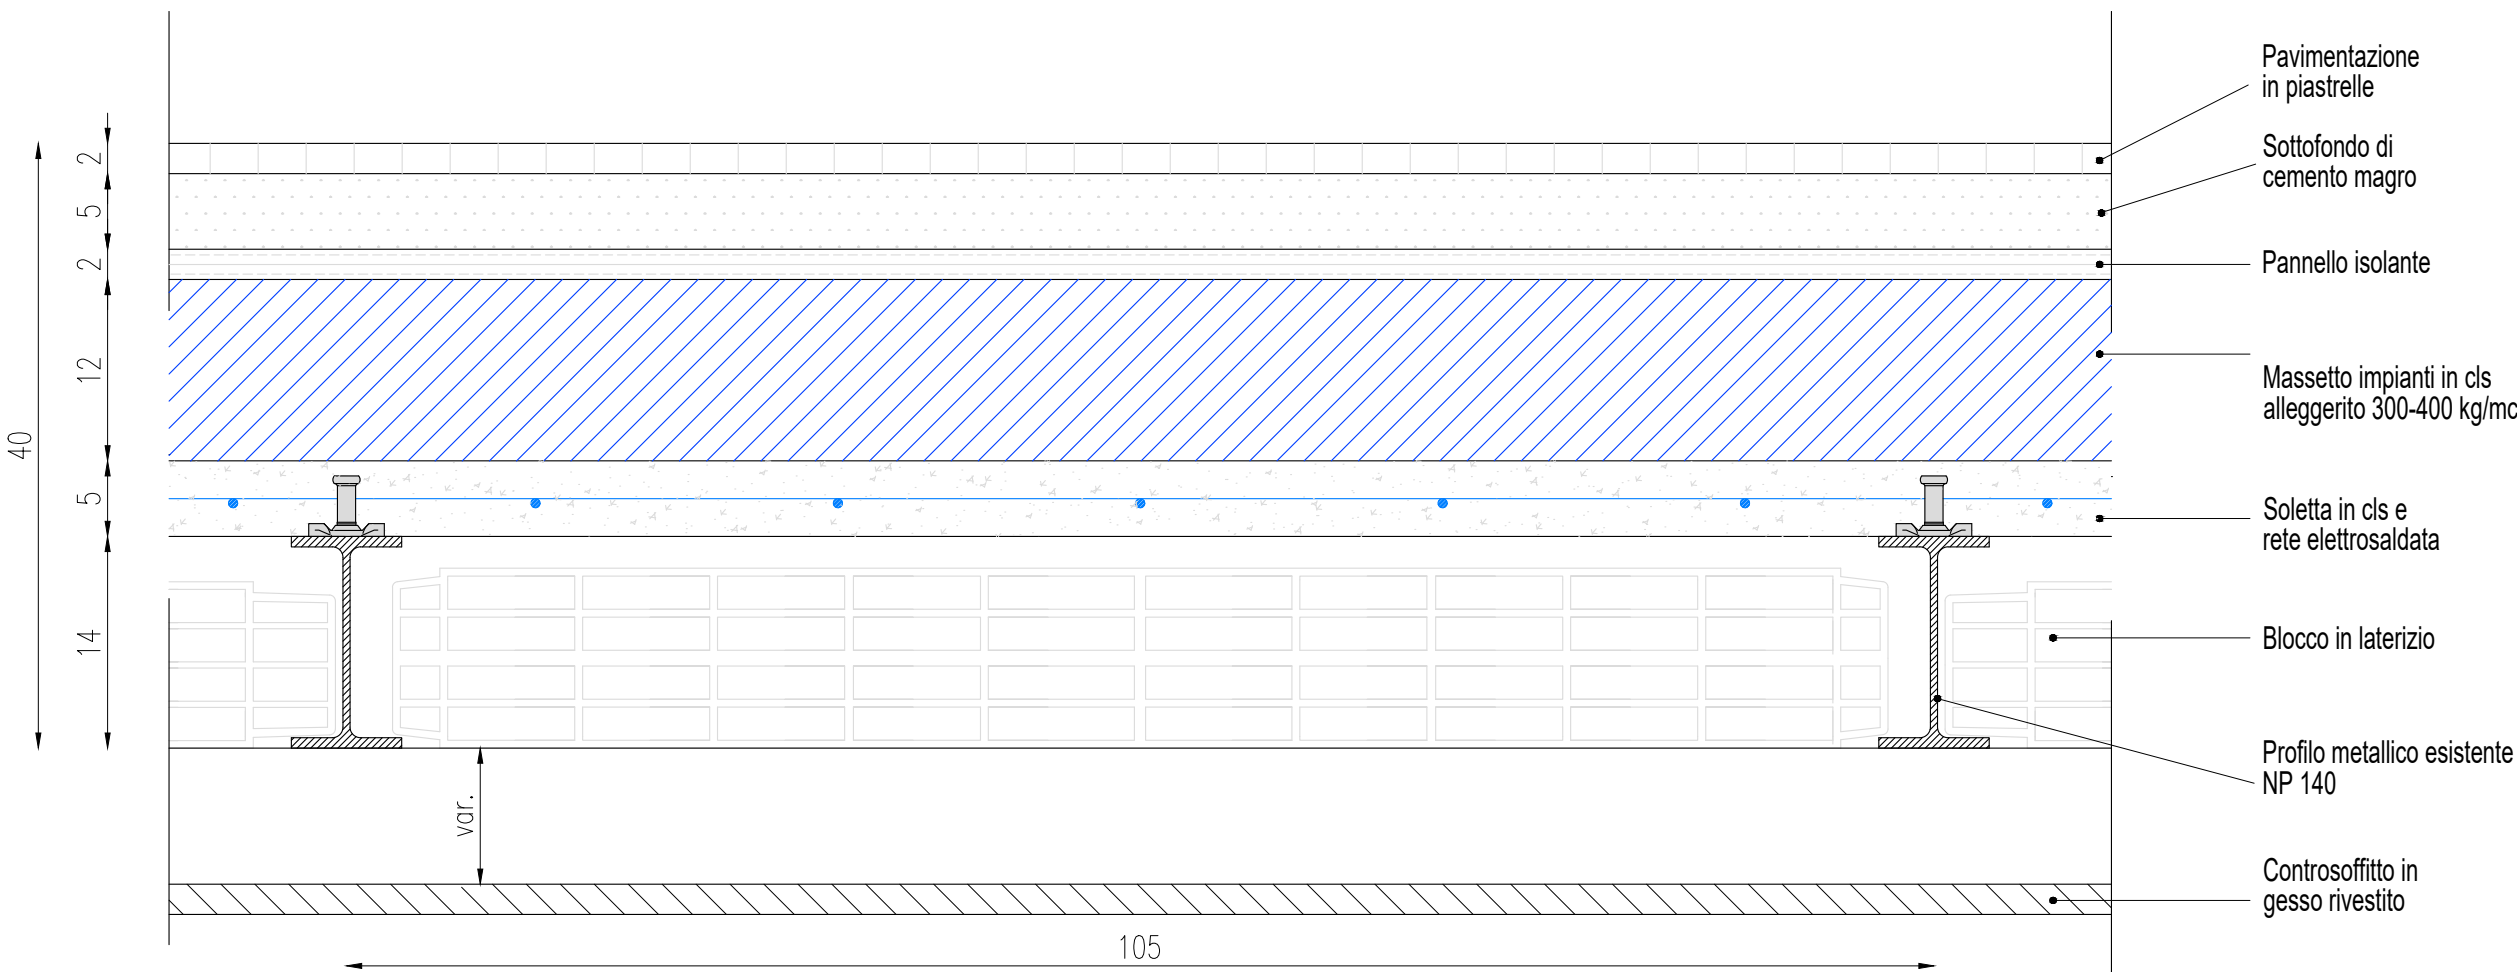 Pavimentazione
in piastrelle
Sottofondo di
cemento magro
Pannello isolante
Massetto impianti in cls
alleggerito 300-400 kg/mc
Soletta in cls e
rete elettrosaldata
Blocco in laterizio
Profilo metallico esistente
NP 140
Controsoffitto in
gesso rivestito
40
2
5
2
12
5
14
var.
105